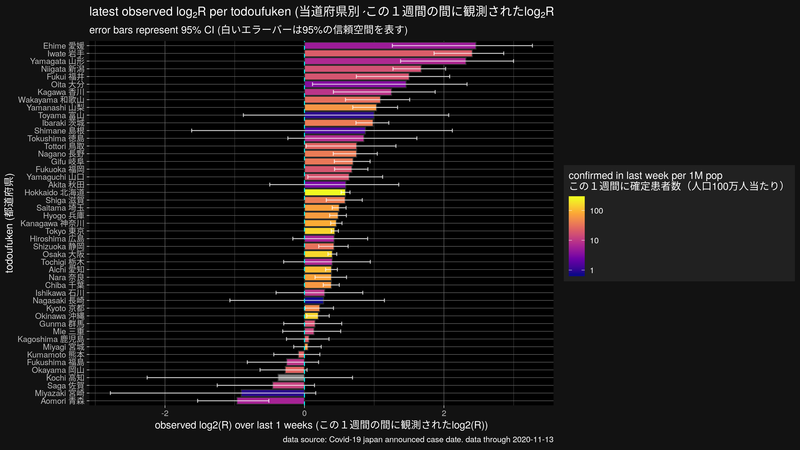 latest observed log₂R per todoufuken (当道府県別・この１週間の間に観測されたlog₂R
error bars represent 95% CI (白いエラーバーは95%の信頼空間を表す)
todoufuken (都道府県)
Ehime 愛媛
Iwate 岩手
Yamagata 山形
Niigata 新潟
Fukui 福井
Oita 大分
Kagawa 香川
Wakayama 和歌山
Yamanashi 山梨
Toyama 富山
Ibaraki 茨城
Shimane 島根
Tokushima 徳島
Tottori 鳥取
Nagano 長野
Gifu 岐阜
Fukuoka 福岡
Yamaguchi 山口
Akita 秋田
Hokkaido 北海道
Shiga 滋賀
Saitama 埼玉
Hyogo 兵庫
Kanagawa 神奈川
Tokyo 東京
Hiroshima 広島
Shizuoka 静岡
Osaka 大阪
Tochigi 栃木
Aichi 愛知
Nara 奈良
Chiba 千葉
Ishikawa 石川
Nagasaki 長崎
Kyoto 京都
Okinawa 沖縄
Gunma 群馬
Mie 三重
Kagoshima 鹿児島
Miyagi 宮城
Kumamoto 熊本
Fukushima 福島
Okayama 岡山
Kochi 高知
Saga 佐賀
Miyazaki 宮崎
Aomori 青森
-2
0
2
observed log2(R) over last 1 weeks (この１週間の間に観測されたlog2(R))
data source: Covid-19 japan announced case date. data through 2020-11-13
confirmed in last week per 1M pop
この１週間に確定患者数（人口100万人当たり）
100
10
1